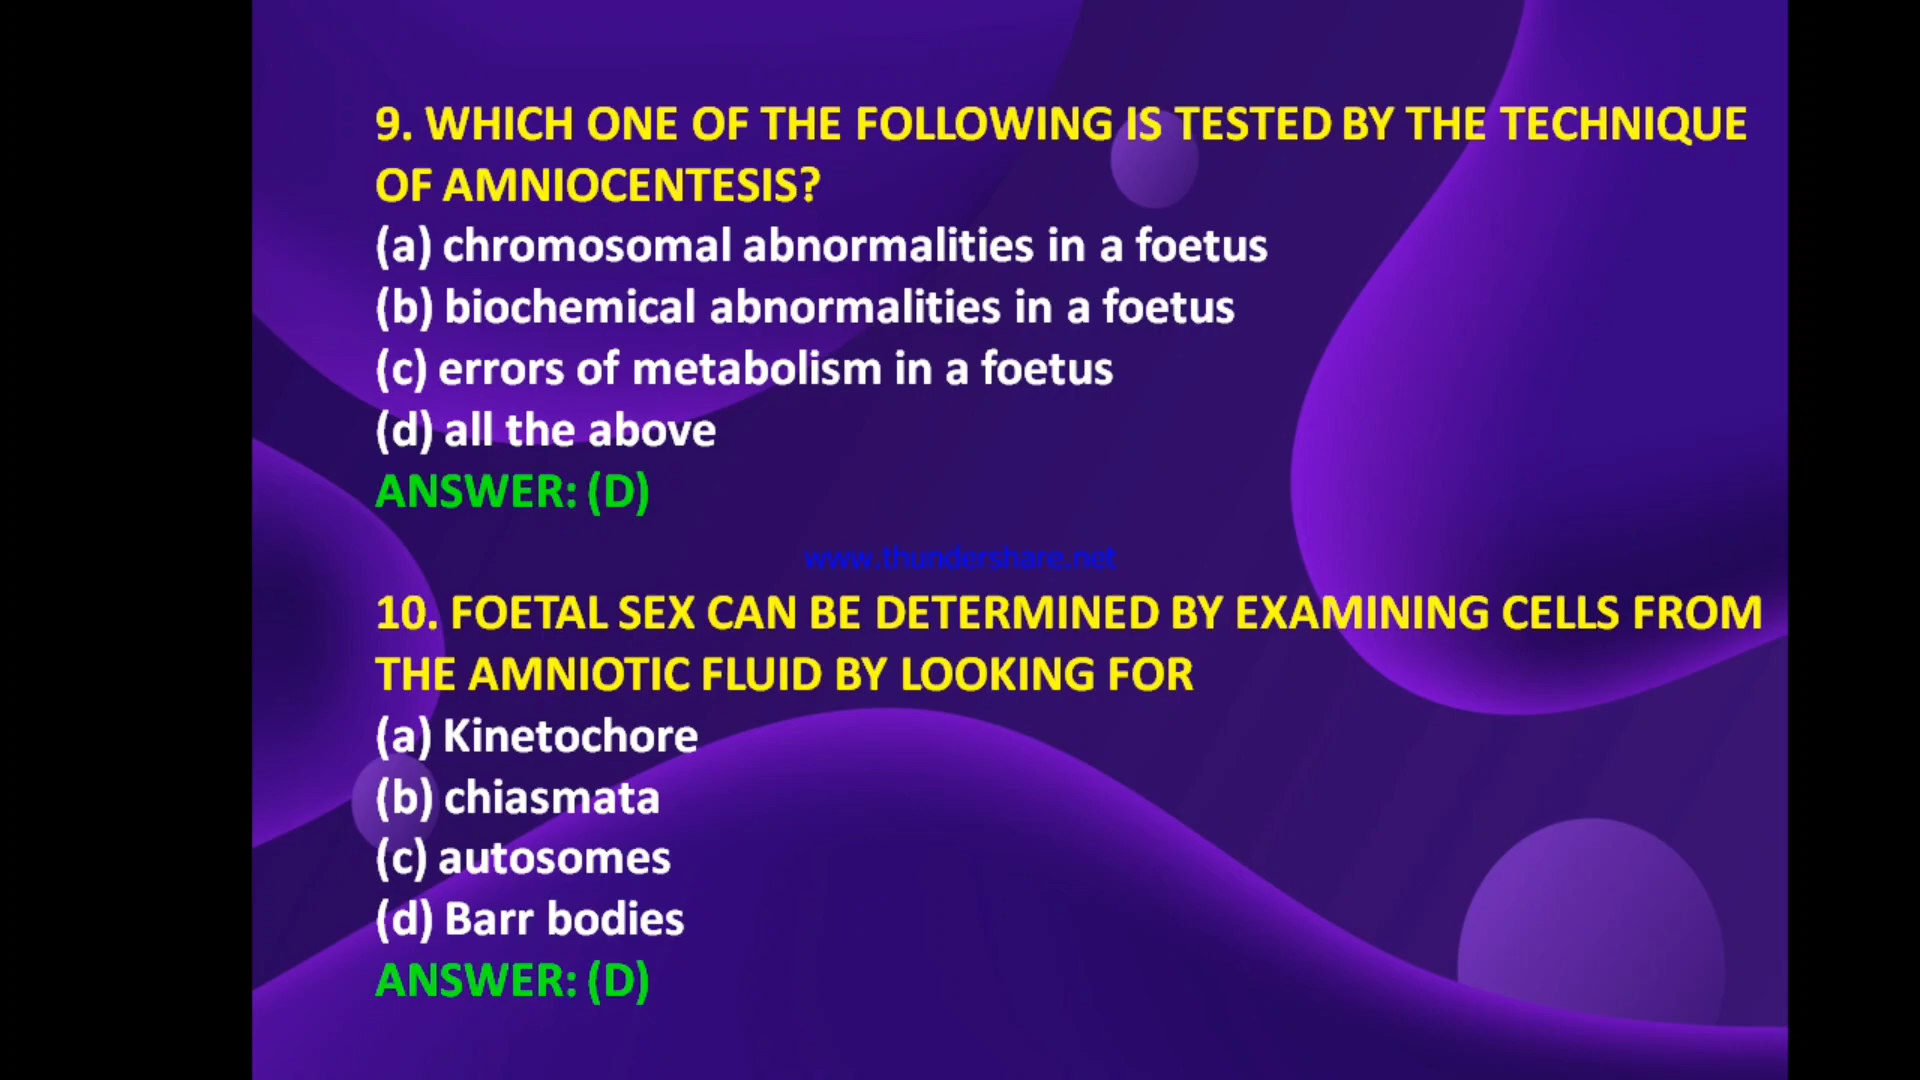 9. WHICH ONE OF THE FOLLOWING IS TESTED BY THE TECHNIQUE
OF AMNIOCENTESIS?
(a) chromosomal abnormalities in a foetus
(b) biochemical abnormalities in a foetus
(c) errors of metabolism in a foetus
(d) all the above
ANSWER: (D)
www.thundershare.net
10. FOETAL SEX CAN BE DETERMINED BY EXAMINING CELLS FROM
THE AMNIOTIC FLUID BY LOOKING FOR
(a) Kinetochore
(b) chiasmata
(c) autosomes
(d) Barr bodies
ANSWER: (D)